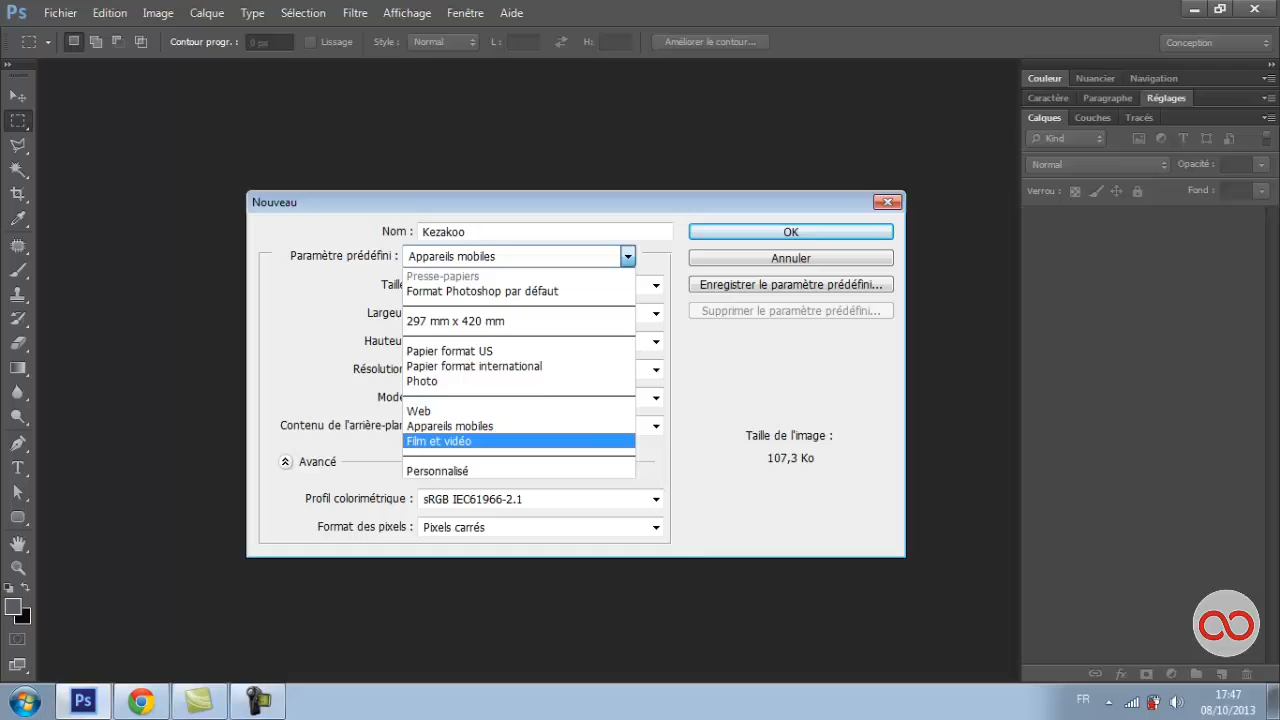 Ps Fichier Edition Image Calque Type Sélection Filtre Affichage Fenêtre Aide
Contour progr. : 0 px Lissage Style : Normal L : H: Améliorer le contour... Conception
Couleur Nuancier Navigation
Caractère Paragraphe Réglages
Calques Couches Tracés
Kind
Normal Opacité :
Verrou : Fond :
Nouveau
Nom : Kezakoo OK
Paramètre prédéfini : Appareils mobiles Annuler
Presse-papiers
Taille Format Photoshop par défaut Enregistrer le paramètre prédéfini...
Largeu 297 mm x 420 mm Supprimer le paramètre prédéfini...
Hauteu Papier format US
Résolution Papier format international
Photo
Mode
Web
Contenu de l'arrière-plan Appareils mobiles
Film et vidéo Taille de l'image :
Avancé 107,3 Ko
Personnalisé
Profil colorimétrique : sRGB IEC61966-2.1
Format des pixels : Pixels carrés
Ps FR 17:47
08/10/2013